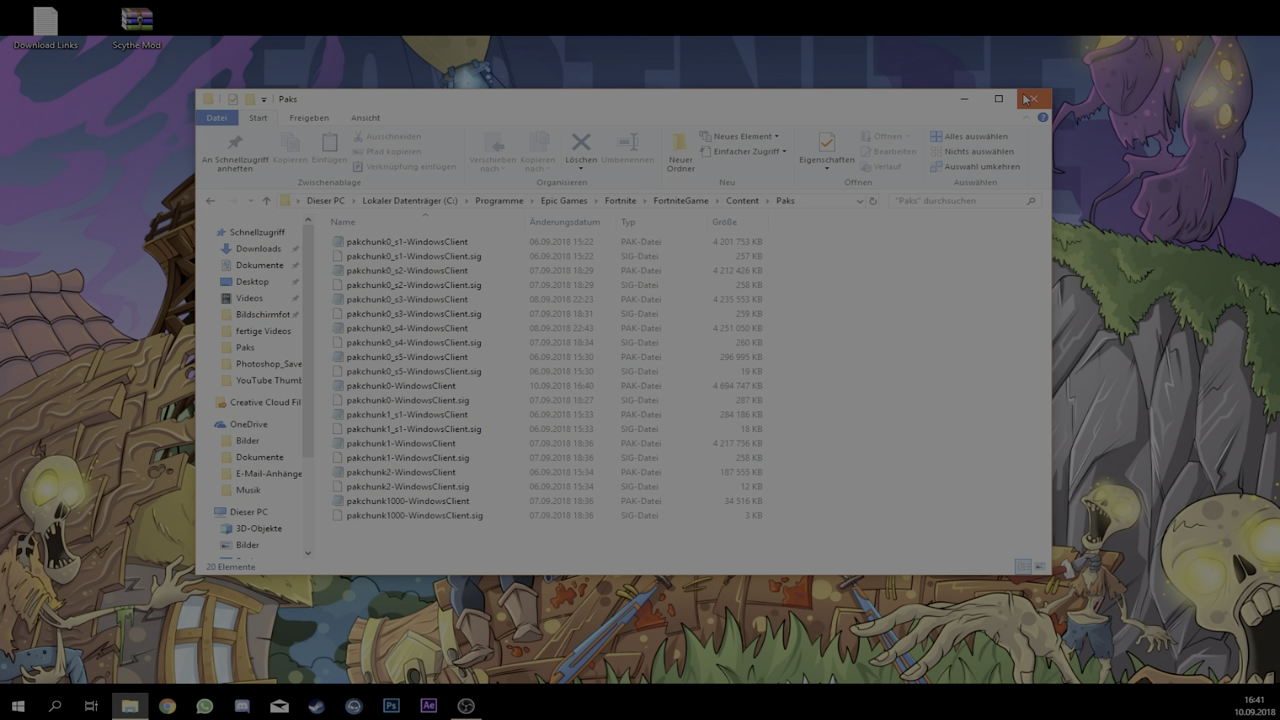 Download Links
Scythe Mod
Paks
Datei Start Freigeben Ansicht
An Schnellzugriff anheften
Kopieren
Einfügen
Ausschneiden
Pfad kopieren
Verknüpfung einfügen
Zwischenablage
Verschieben nach
Kopieren nach
Löschen
Umbenennen
Organisieren
Neuer Ordner
Neues Element
Einfacher Zugriff
Neu
Eigenschaften
Öffnen
Bearbeiten
Verlauf
Öffnen
Alles auswählen
Nichts auswählen
Auswahl umkehren
Auswählen
Dieser PC > Lokaler Datenträger (C:) > Programme > Epic Games > Fortnite > FortniteGame > Content > Paks
"Paks" durchsuchen
Schnellzugriff
Downloads
Dokumente
Desktop
Videos
Bildschirmfot
fertige Videos
Paks
Photoshop_Save
YouTube Thumb
Creative Cloud Fil
OneDrive
Bilder
Dokumente
E-Mail-Anhänge
Musik
Dieser PC
3D-Objekte
Bilder
Name Änderungsdatum Typ Größe
pakchunk0_s1-WindowsClient 06.09.2018 15:22 PAK-Datei 4 201 753 KB
pakchunk0_s1-WindowsClient.sig 06.09.2018 15:22 SIG-Datei 257 KB
pakchunk0_s2-WindowsClient 07.09.2018 18:29 PAK-Datei 4 212 426 KB
pakchunk0_s2-WindowsClient.sig 07.09.2018 18:29 SIG-Datei 258 KB
pakchunk0_s3-WindowsClient 08.09.2018 22:23 PAK-Datei 4 235 553 KB
pakchunk0_s3-WindowsClient.sig 07.09.2018 18:31 SIG-Datei 259 KB
pakchunk0_s4-WindowsClient 08.09.2018 22:43 PAK-Datei 4 251 050 KB
pakchunk0_s4-WindowsClient.sig 07.09.2018 18:34 SIG-Datei 260 KB
pakchunk0_s5-WindowsClient 06.09.2018 15:30 PAK-Datei 296 995 KB
pakchunk0_s5-WindowsClient.sig 06.09.2018 15:30 SIG-Datei 19 KB
pakchunk0-WindowsClient 10.09.2018 16:40 PAK-Datei 4 694 747 KB
pakchunk0-WindowsClient.sig 07.09.2018 18:27 SIG-Datei 287 KB
pakchunk1_s1-WindowsClient 06.09.2018 15:33 PAK-Datei 284 186 KB
pakchunk1_s1-WindowsClient.sig 06.09.2018 15:33 SIG-Datei 18 KB
pakchunk1-WindowsClient 07.09.2018 18:36 PAK-Datei 4 217 756 KB
pakchunk1-WindowsClient.sig 07.09.2018 18:36 SIG-Datei 258 KB
pakchunk2-WindowsClient 06.09.2018 15:34 PAK-Datei 187 555 KB
pakchunk2-WindowsClient.sig 06.09.2018 15:34 SIG-Datei 12 KB
pakchunk1000-WindowsClient 07.09.2018 18:36 PAK-Datei 34 516 KB
pakchunk1000-WindowsClient.sig 07.09.2018 18:36 SIG-Datei 3 KB
20 Elemente
Ps
Ae
16:41
10.09.2018